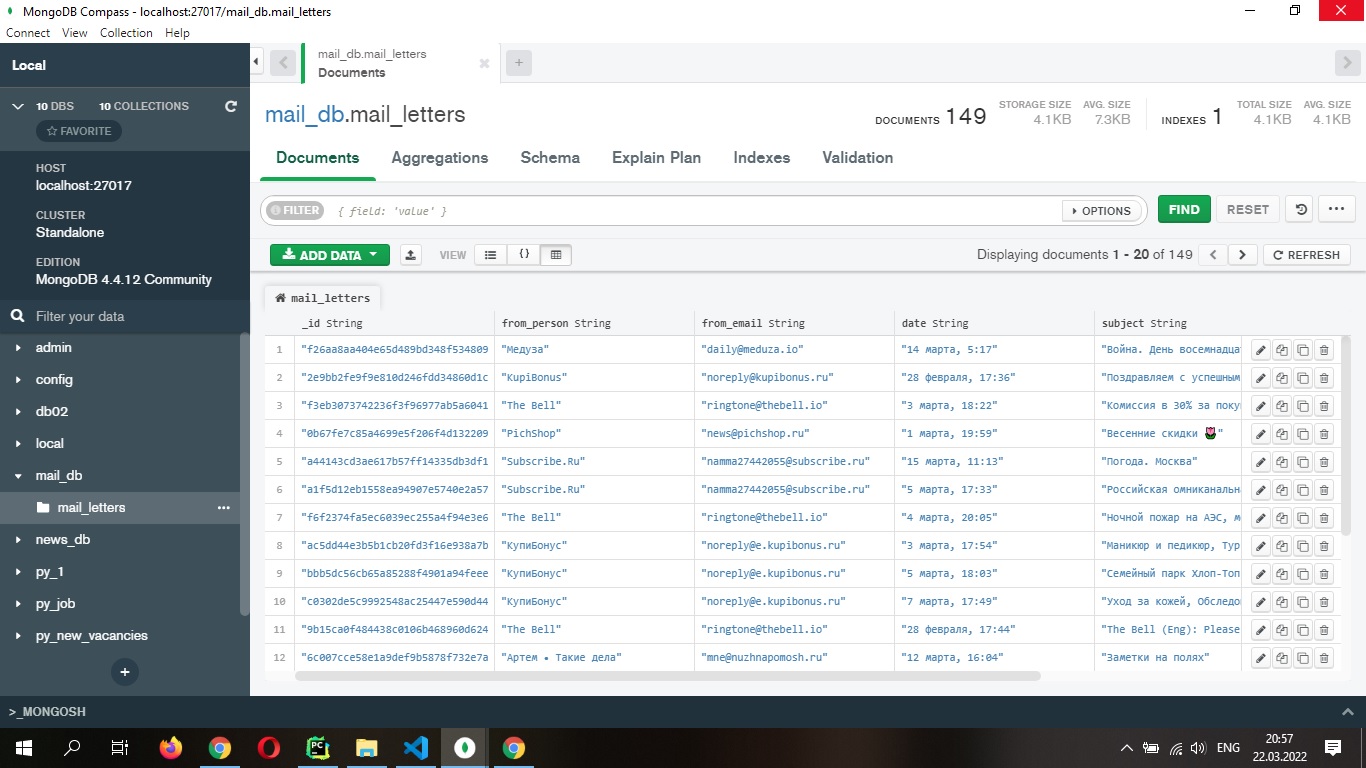 MongoDB Compass - localhost:27017/mail_db.mail_letters
Connect View Collection Help
Local
10 DBS 10 COLLECTIONS
FAVORITE
HOST
localhost:27017
CLUSTER
Standalone
EDITION
MongoDB 4.4.12 Community
Filter your data
admin
config
db02
local
mail_db
mail_letters
news_db
py_1
py_job
py_new_vacancies
mail_db.mail_letters
Documents
mail_db.mail_letters
DOCUMENTS 149 STORAGE SIZE 4.1KB AVG. SIZE 7.3KB INDEXES 1 TOTAL SIZE 4.1KB AVG. SIZE 4.1KB
Documents Aggregations Schema Explain Plan Indexes Validation
FILTER { field: 'value' } OPTIONS FIND RESET
ADD DATA VIEW {} Displaying documents 1 - 20 of 149 REFRESH
mail_letters
_id String from_person String from_email String date String subject String
1 "f26aa8aa404e65d489bd348f534809 "Медуза" "daily@meduza.io" "14 марта, 5:17" "Война. День восемнадца
2 "2e9bb2fe9f9e810d246fdd34860d1c "KupiBonus" "noreply@kupibonus.ru" "28 февраля, 17:36" "Поздравляем с успешным
3 "f3eb3073742236f3f96977ab5a6041 "The Bell" "ringtone@thebell.io" "3 марта, 18:22" "Комиссия в 30% за поку
4 "0b67fe7c85a4699e5f206f4d132209 "PichShop" "news@pichshop.ru" "1 марта, 19:59" "Весенние скидки 🌷"
5 "a44143cd3ae617b57ff14335db3df1 "Subscribe.Ru" "namma27442055@subscribe.ru" "15 марта, 11:13" "Погода. Москва"
6 "a1f5d12eb1558ea94907e5740e2a57 "Subscribe.Ru" "namma27442055@subscribe.ru" "5 марта, 17:33" "Российская омниканальн
7 "f6f2374fa5ec6039ec255a4f94e3e6 "The Bell" "ringtone@thebell.io" "4 марта, 20:05" "Ночной пожар на АЭС, м
8 "ac5dd44e3b5b1cb20fd3f16e938a7b "КупиБонус" "noreply@e.kupibonus.ru" "3 марта, 17:54" "Маникюр и педикюр, Тур
9 "bbb5dc56cb65a85288f4901a94feee "КупиБонус" "noreply@e.kupibonus.ru" "5 марта, 18:03" "Семейный парк Хлоп-Топ
10 "c0302de5c9992548ac25447e590d44 "КупиБонус" "noreply@e.kupibonus.ru" "7 марта, 17:49" "Уход за кожей, Обследо
11 "9b15ca0f484438c0106b468960d624 "The Bell" "ringtone@thebell.io" "28 февраля, 17:44" "The Bell (Eng): Please
12 "6c007cce58e1a9def9b5878f732e7a "Артем • Такие дела" "mne@nuzhnapomosh.ru" "12 марта, 16:04" "Заметки на полях"
>_MONGOSH
PC
ENG
20:57
22.03.2022